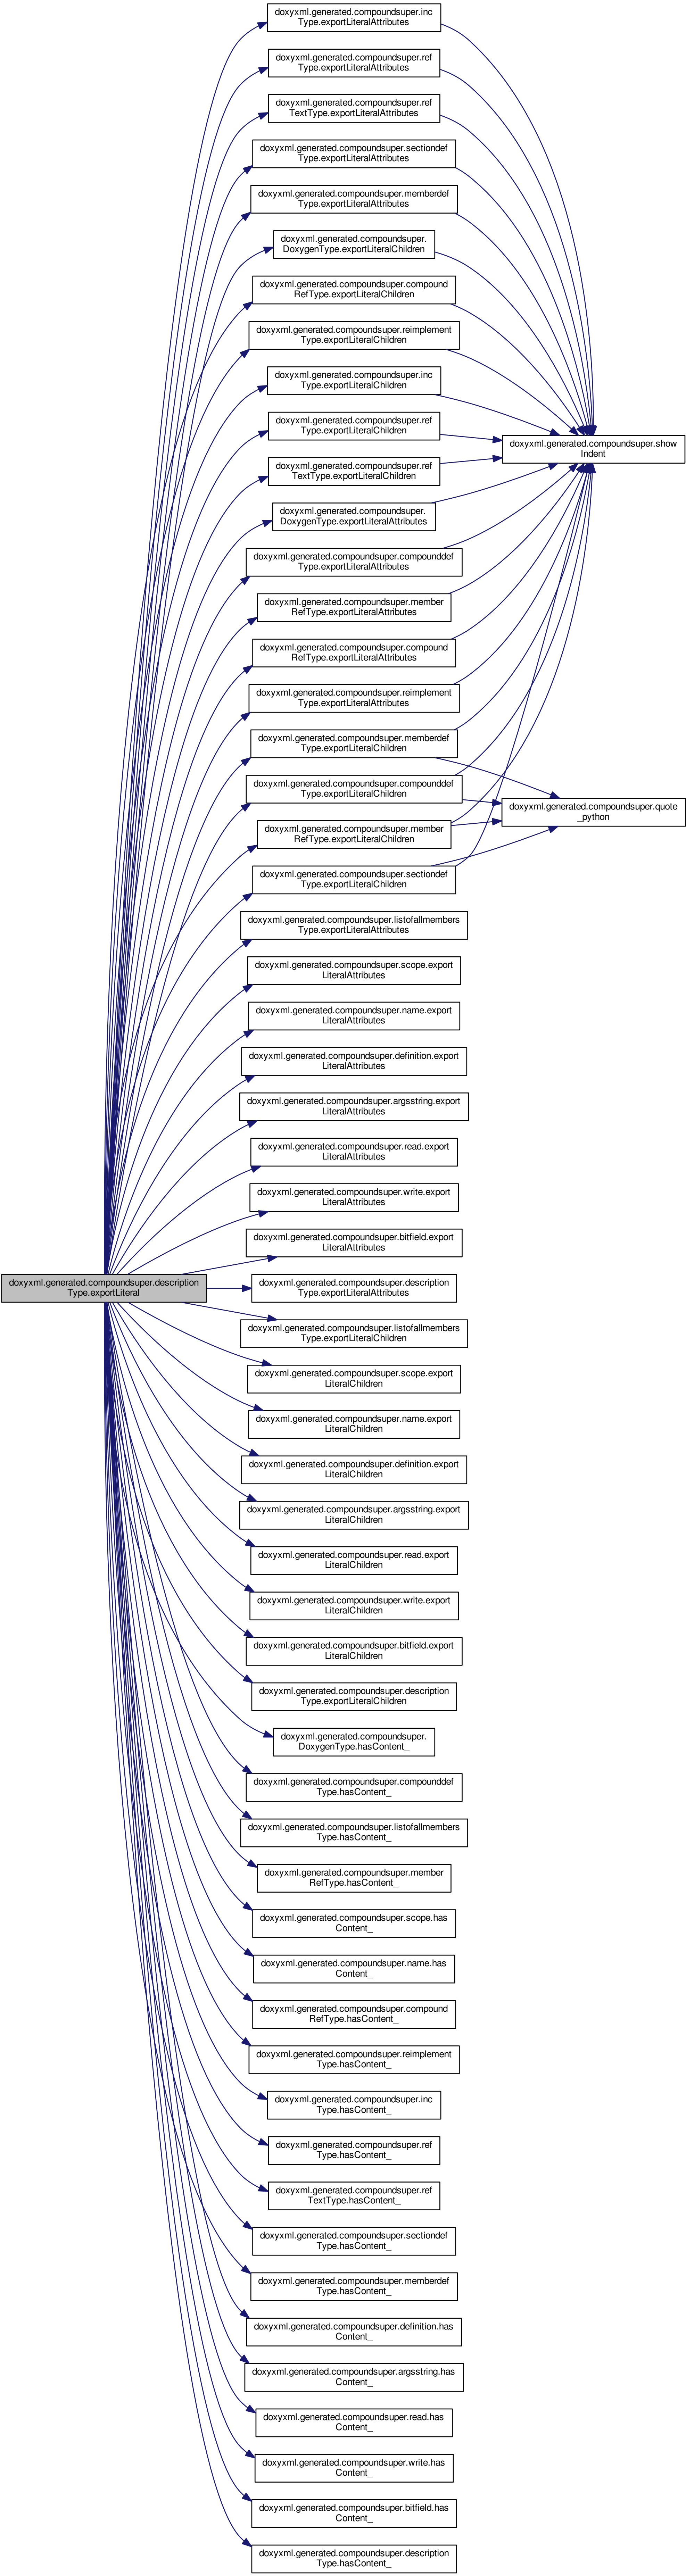 doxyxml.generated.compoundsuper.inc
Type.exportLiteralAttributes
doxyxml.generated.compoundsuper.ref
Type.exportLiteralAttributes
doxyxml.generated.compoundsuper.ref
TextType.exportLiteralAttributes
doxyxml.generated.compoundsuper.sectiondef
Type.exportLiteralAttributes
doxyxml.generated.compoundsuper.memberdef
Type.exportLiteralAttributes
doxyxml.generated.compoundsuper.
DoxygenType.exportLiteralChildren
doxyxml.generated.compoundsuper.compound
RefType.exportLiteralChildren
doxyxml.generated.compoundsuper.reimplement
Type.exportLiteralChildren
doxyxml.generated.compoundsuper.inc
Type.exportLiteralChildren
doxyxml.generated.compoundsuper.ref
Type.exportLiteralChildren
doxyxml.generated.compoundsuper.show
Indent
doxyxml.generated.compoundsuper.ref
TextType.exportLiteralChildren
doxyxml.generated.compoundsuper.
DoxygenType.exportLiteralAttributes
doxyxml.generated.compoundsuper.compounddef
Type.exportLiteralAttributes
doxyxml.generated.compoundsuper.member
RefType.exportLiteralAttributes
doxyxml.generated.compoundsuper.compound
RefType.exportLiteralAttributes
doxyxml.generated.compoundsuper.reimplement
Type.exportLiteralAttributes
doxyxml.generated.compoundsuper.memberdef
Type.exportLiteralChildren
doxyxml.generated.compoundsuper.compounddef
Type.exportLiteralChildren
doxyxml.generated.compoundsuper.quote
_python
doxyxml.generated.compoundsuper.member
RefType.exportLiteralChildren
doxyxml.generated.compoundsuper.sectiondef
Type.exportLiteralChildren
doxyxml.generated.compoundsuper.listofallmembers
Type.exportLiteralAttributes
doxyxml.generated.compoundsuper.scope.export
LiteralAttributes
doxyxml.generated.compoundsuper.name.export
LiteralAttributes
doxyxml.generated.compoundsuper.definition.export
LiteralAttributes
doxyxml.generated.compoundsuper.argsstring.export
LiteralAttributes
doxyxml.generated.compoundsuper.read.export
LiteralAttributes
doxyxml.generated.compoundsuper.write.export
LiteralAttributes
doxyxml.generated.compoundsuper.bitfield.export
LiteralAttributes
doxyxml.generated.compoundsuper.description
Type.exportLiteral
doxyxml.generated.compoundsuper.description
Type.exportLiteralAttributes
doxyxml.generated.compoundsuper.listofallmembers
Type.exportLiteralChildren
doxyxml.generated.compoundsuper.scope.export
LiteralChildren
doxyxml.generated.compoundsuper.name.export
LiteralChildren
doxyxml.generated.compoundsuper.definition.export
LiteralChildren
doxyxml.generated.compoundsuper.argsstring.export
LiteralChildren
doxyxml.generated.compoundsuper.read.export
LiteralChildren
doxyxml.generated.compoundsuper.write.export
LiteralChildren
doxyxml.generated.compoundsuper.bitfield.export
LiteralChildren
doxyxml.generated.compoundsuper.description
Type.exportLiteralChildren
doxyxml.generated.compoundsuper.
DoxygenType.hasContent_
doxyxml.generated.compoundsuper.compounddef
Type.hasContent_
doxyxml.generated.compoundsuper.listofallmembers
Type.hasContent_
doxyxml.generated.compoundsuper.member
RefType.hasContent_
doxyxml.generated.compoundsuper.scope.has
Content_
doxyxml.generated.compoundsuper.name.has
Content_
doxyxml.generated.compoundsuper.compound
RefType.hasContent_
doxyxml.generated.compoundsuper.reimplement
Type.hasContent_
doxyxml.generated.compoundsuper.inc
Type.hasContent_
doxyxml.generated.compoundsuper.ref
Type.hasContent_
doxyxml.generated.compoundsuper.ref
TextType.hasContent_
doxyxml.generated.compoundsuper.sectiondef
Type.hasContent_
doxyxml.generated.compoundsuper.memberdef
Type.hasContent_
doxyxml.generated.compoundsuper.definition.has
Content_
doxyxml.generated.compoundsuper.argsstring.has
Content_
doxyxml.generated.compoundsuper.read.has
Content_
doxyxml.generated.compoundsuper.write.has
Content_
doxyxml.generated.compoundsuper.bitfield.has
Content_
doxyxml.generated.compoundsuper.description
Type.hasContent_